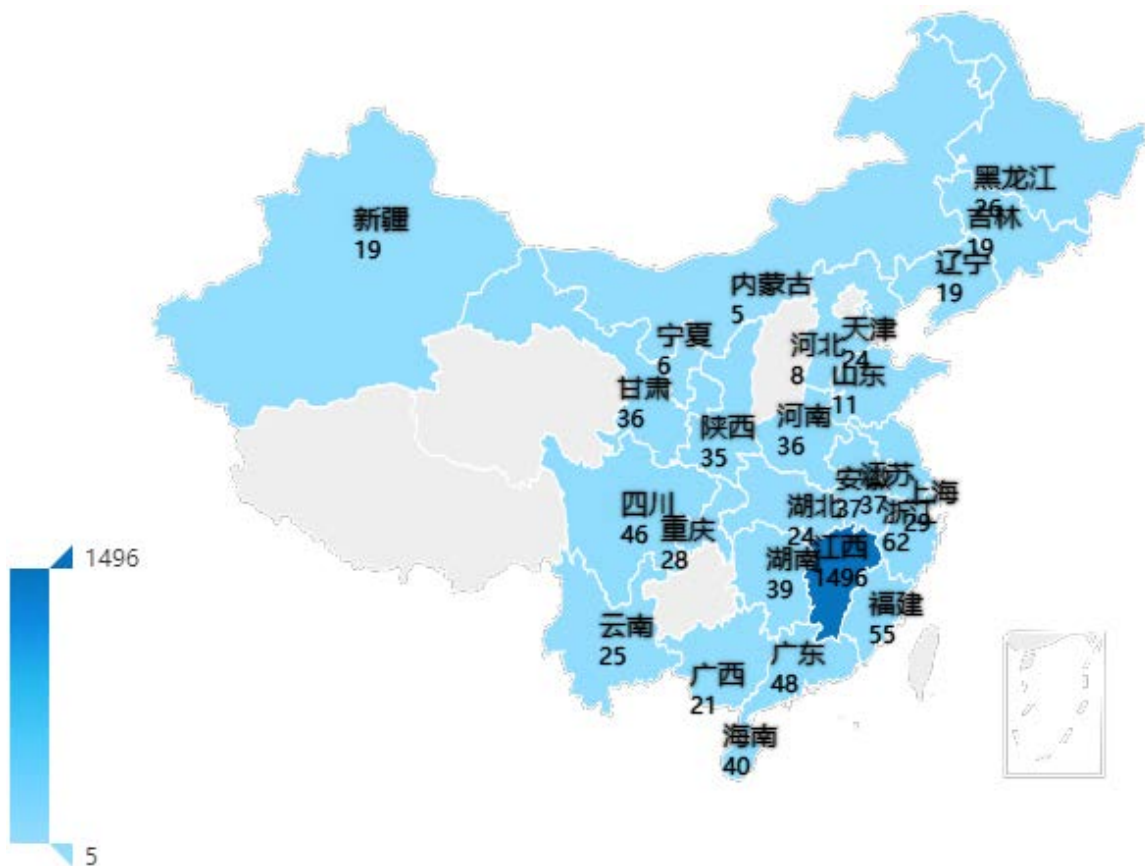 黑龙江
26
吉林
19
新疆
19
辽宁
19
内蒙古
5
天津
24
宁夏
6
河北
8
山东
11
甘肃
36
河南
36
陕西
35
安徽
37
江苏
37
上海
29
四川
46
湖北
24
浙江
62
重庆
28
江西
1496
湖南
39
福建
55
云南
25
广东
48
广西
21
海南
40
1496
5